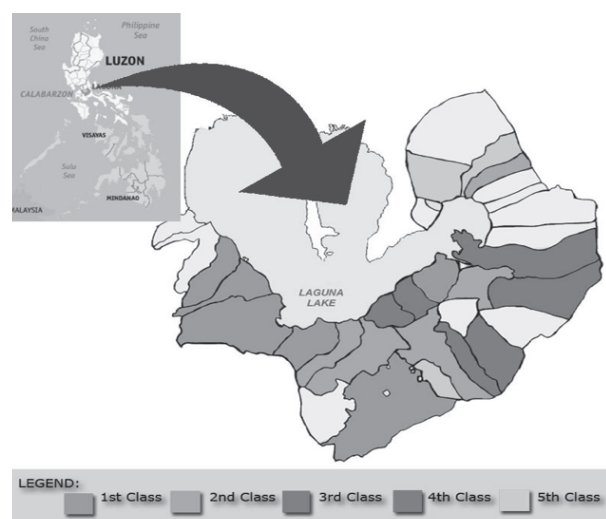 South
China
Sea
Philippine
Sea
LUZON
LAGUNA
CALABARZON
VISAYAS
Sulu
Sea
MINDANAO
MALAYSIA
LAGUNA
LAKE
LEGEND:
1st Class
2nd Class
3rd Class
4th Class
5th Class